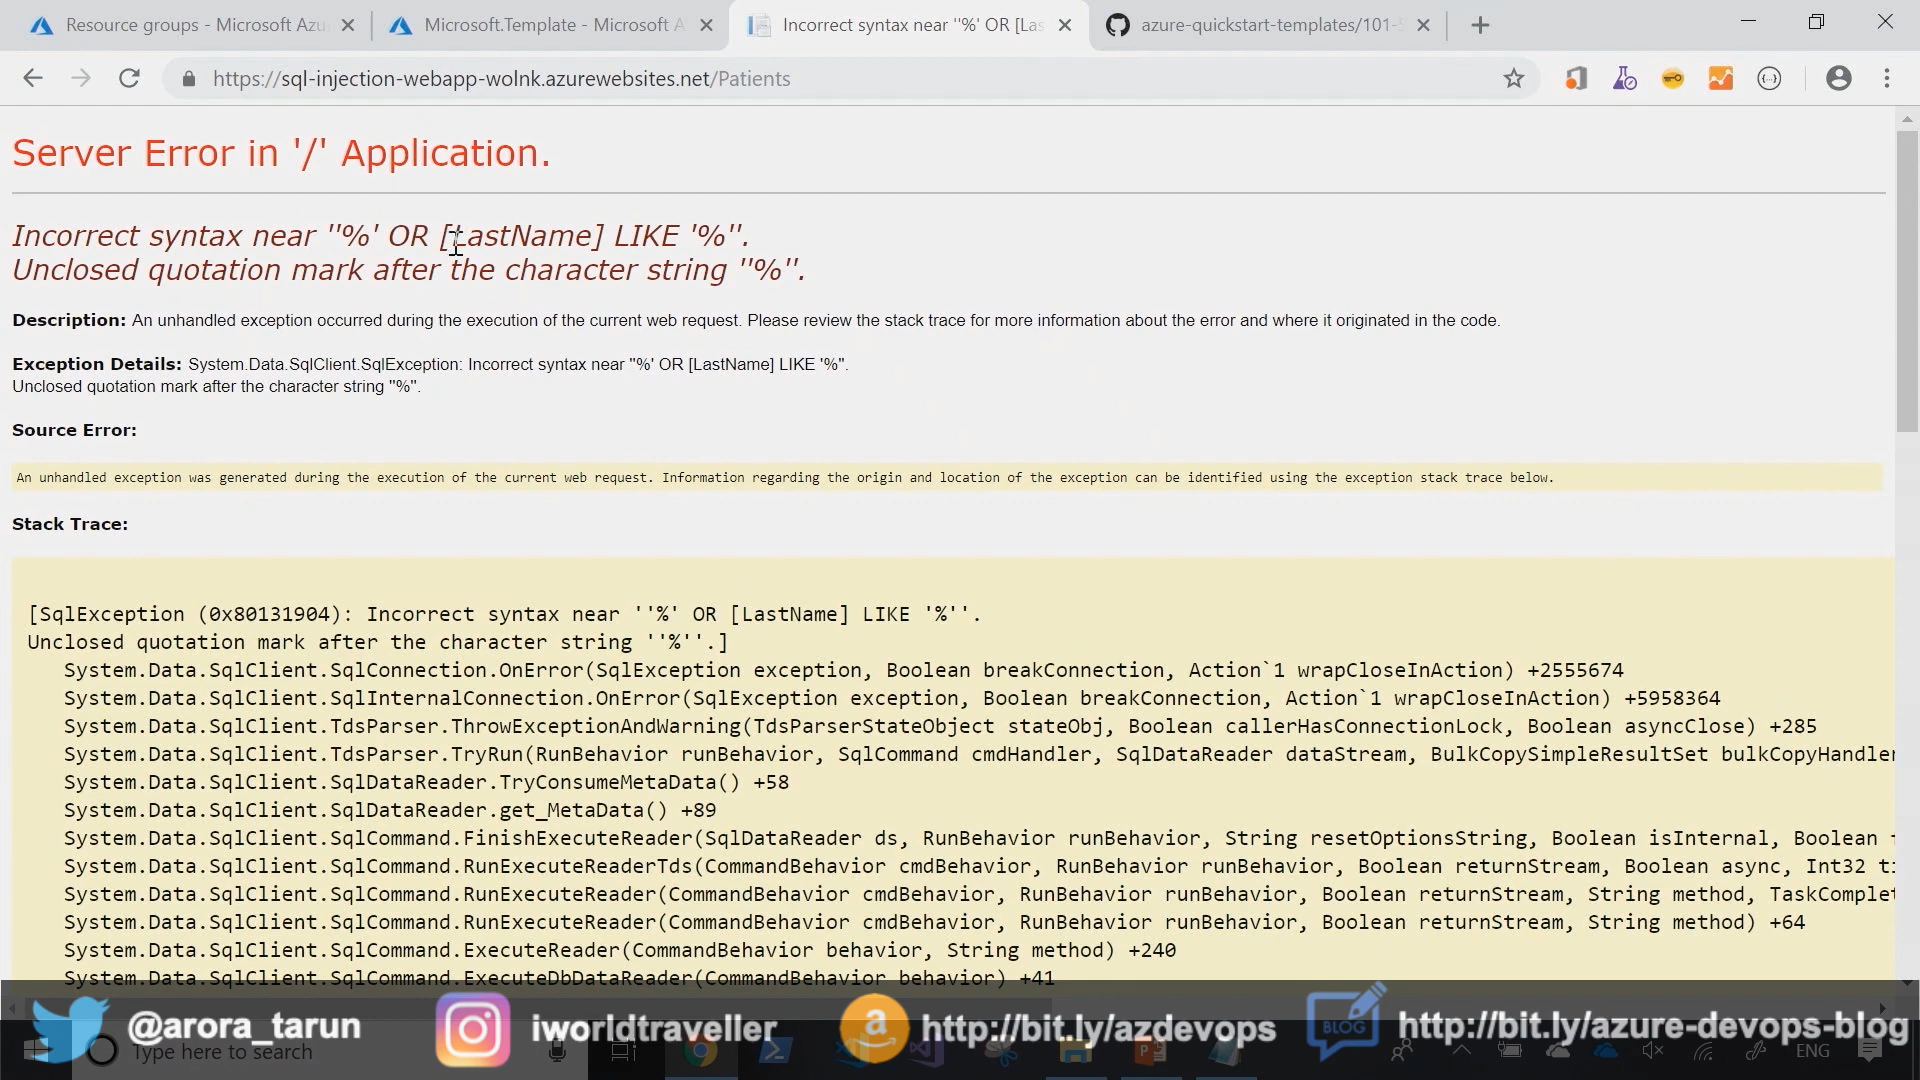 Resource groups - Microsoft Azu
Microsoft.Template - Microsoft A
Incorrect syntax near ''%' OR [Las
azure-quickstart-templates/101-
https://sql-injection-webapp-wolnk.azurewebsites.net/Patients
Server Error in '/' Application.
Incorrect syntax near ''%' OR [LastName] LIKE '%''.
Unclosed quotation mark after the character string ''%''.
Description: An unhandled exception occurred during the execution of the current web request. Please review the stack trace for more information about the error and where it originated in the code.
Exception Details: System.Data.SqlClient.SqlException: Incorrect syntax near ''%' OR [LastName] LIKE '%''.
Unclosed quotation mark after the character string ''%''.
Source Error:
An unhandled exception was generated during the execution of the current web request. Information regarding the origin and location of the exception can be identified using the exception stack trace below.
Stack Trace:
[SqlException (0x80131904): Incorrect syntax near ''%' OR [LastName] LIKE '%''.
Unclosed quotation mark after the character string ''%''.]
System.Data.SqlClient.SqlConnection.OnError(SqlException exception, Boolean breakConnection, Action`1 wrapCloseInAction) +2555674
System.Data.SqlClient.SqlInternalConnection.OnError(SqlException exception, Boolean breakConnection, Action`1 wrapCloseInAction) +5958364
System.Data.SqlClient.TdsParser.ThrowExceptionAndWarning(TdsParserStateObject stateObj, Boolean callerHasConnectionLock, Boolean asyncClose) +285
System.Data.SqlClient.TdsParser.TryRun(RunBehavior runBehavior, SqlCommand cmdHandler, SqlDataReader dataStream, BulkCopySimpleResultSet bulkCopyHandler
System.Data.SqlClient.SqlDataReader.TryConsumeMetaData() +58
System.Data.SqlClient.SqlDataReader.get_MetaData() +89
System.Data.SqlClient.SqlCommand.FinishExecuteReader(SqlDataReader ds, RunBehavior runBehavior, String resetOptionsString, Boolean isInternal, Boolean
System.Data.SqlClient.SqlCommand.RunExecuteReaderTds(CommandBehavior cmdBehavior, RunBehavior runBehavior, Boolean returnStream, Boolean async, Int32 ti
System.Data.SqlClient.SqlCommand.RunExecuteReader(CommandBehavior cmdBehavior, RunBehavior runBehavior, Boolean returnStream, String method, TaskComplet
System.Data.SqlClient.SqlCommand.RunExecuteReader(CommandBehavior cmdBehavior, RunBehavior runBehavior, Boolean returnStream, String method) +64
System.Data.SqlClient.SqlCommand.ExecuteReader(CommandBehavior behavior, String method) +240
System.Data.SqlClient.SqlCommand.ExecuteDbDataReader(CommandBehavior behavior) +41
@arora_tarun
iworldtraveller
http://bit.ly/azdevops
BLOG
http://bit.ly/azure-devops-blog
Type here to search
ENG